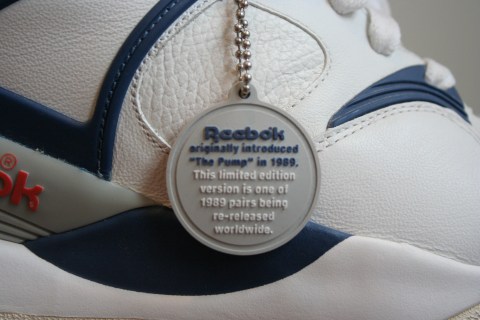 Reebok
originally introduced
"The Pump" in 1989.
This limited edition
version is one of
1989 pairs being
re-released
worldwide.
ok®